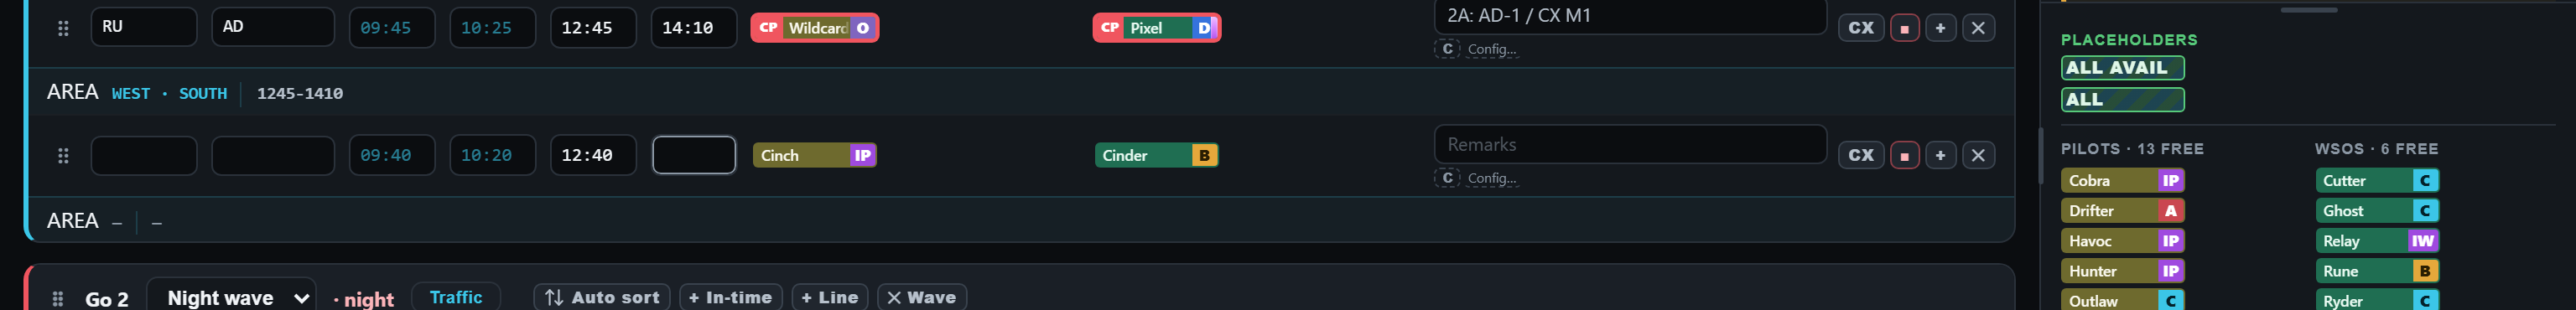 RU AD 09:45 10:25 12:45 14:10 CP Wildcard O CP Pixel D 2A: AD-1 / CX M1 CX + ✕
C Config...
AREA WEST · SOUTH 1245-1410
09:40 10:20 12:40 Cinch IP Cinder B Remarks CX + ✕
C Config...
AREA — —
Go 2 Night wave · night Traffic Auto sort + In-time + Line ✕ Wave
PLACEHOLDERS
ALL AVAIL
ALL
PILOTS · 13 FREE WSOS · 6 FREE
Cobra IP Cutter C
Drifter A Ghost C
Havoc IP Relay IW
Hunter IP Rune B
Outlaw C Ryder C